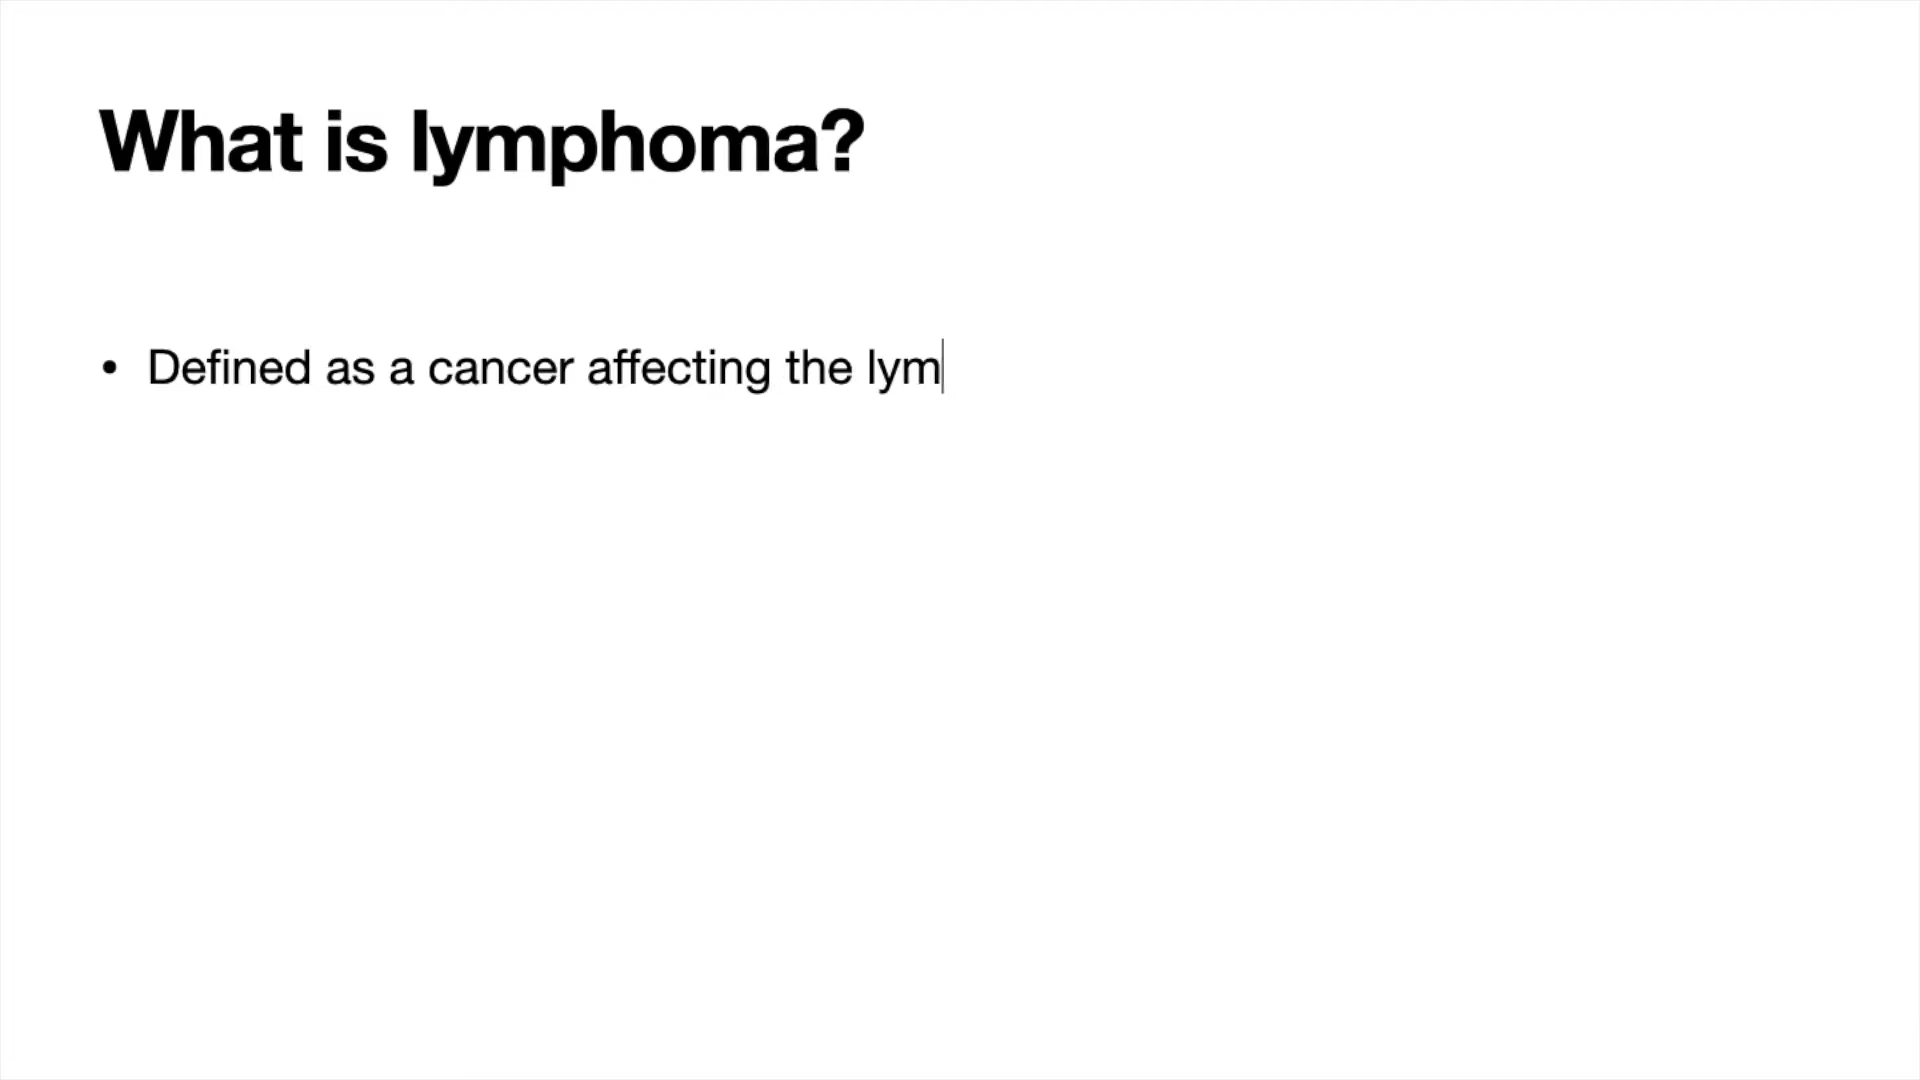 What is lymphoma?
• Defined as a cancer affecting the lym